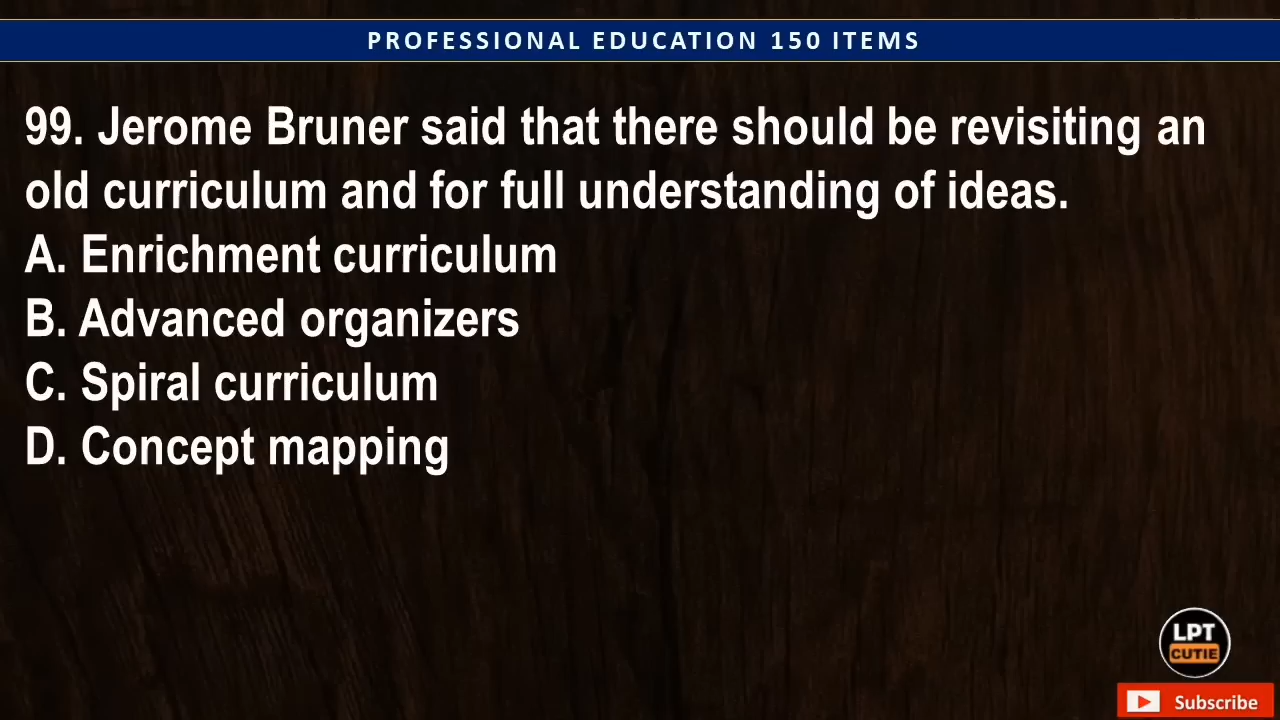 PROFESSIONAL EDUCATION 150 ITEMS
99. Jerome Bruner said that there should be revisiting an
old curriculum and for full understanding of ideas.
A. Enrichment curriculum
B. Advanced organizers
C. Spiral curriculum
D. Concept mapping
LPT
CUTIE
Subscribe